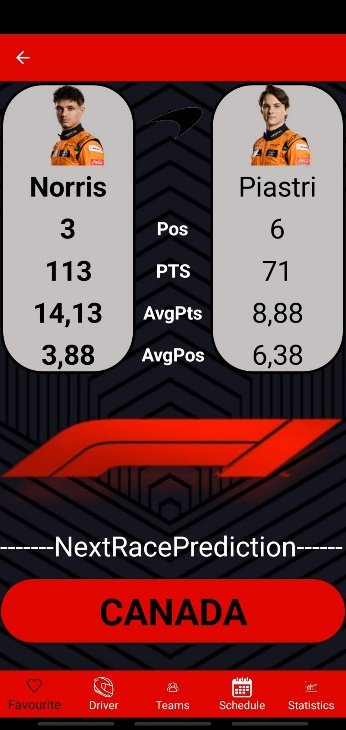 Norris
Piastri
3 Pos 6
113 PTS 71
14,13 AvgPts 8,88
3,88 AvgPos 6,38
-------NextRacePrediction------
CANADA
Favourite Driver Teams Schedule Statistics